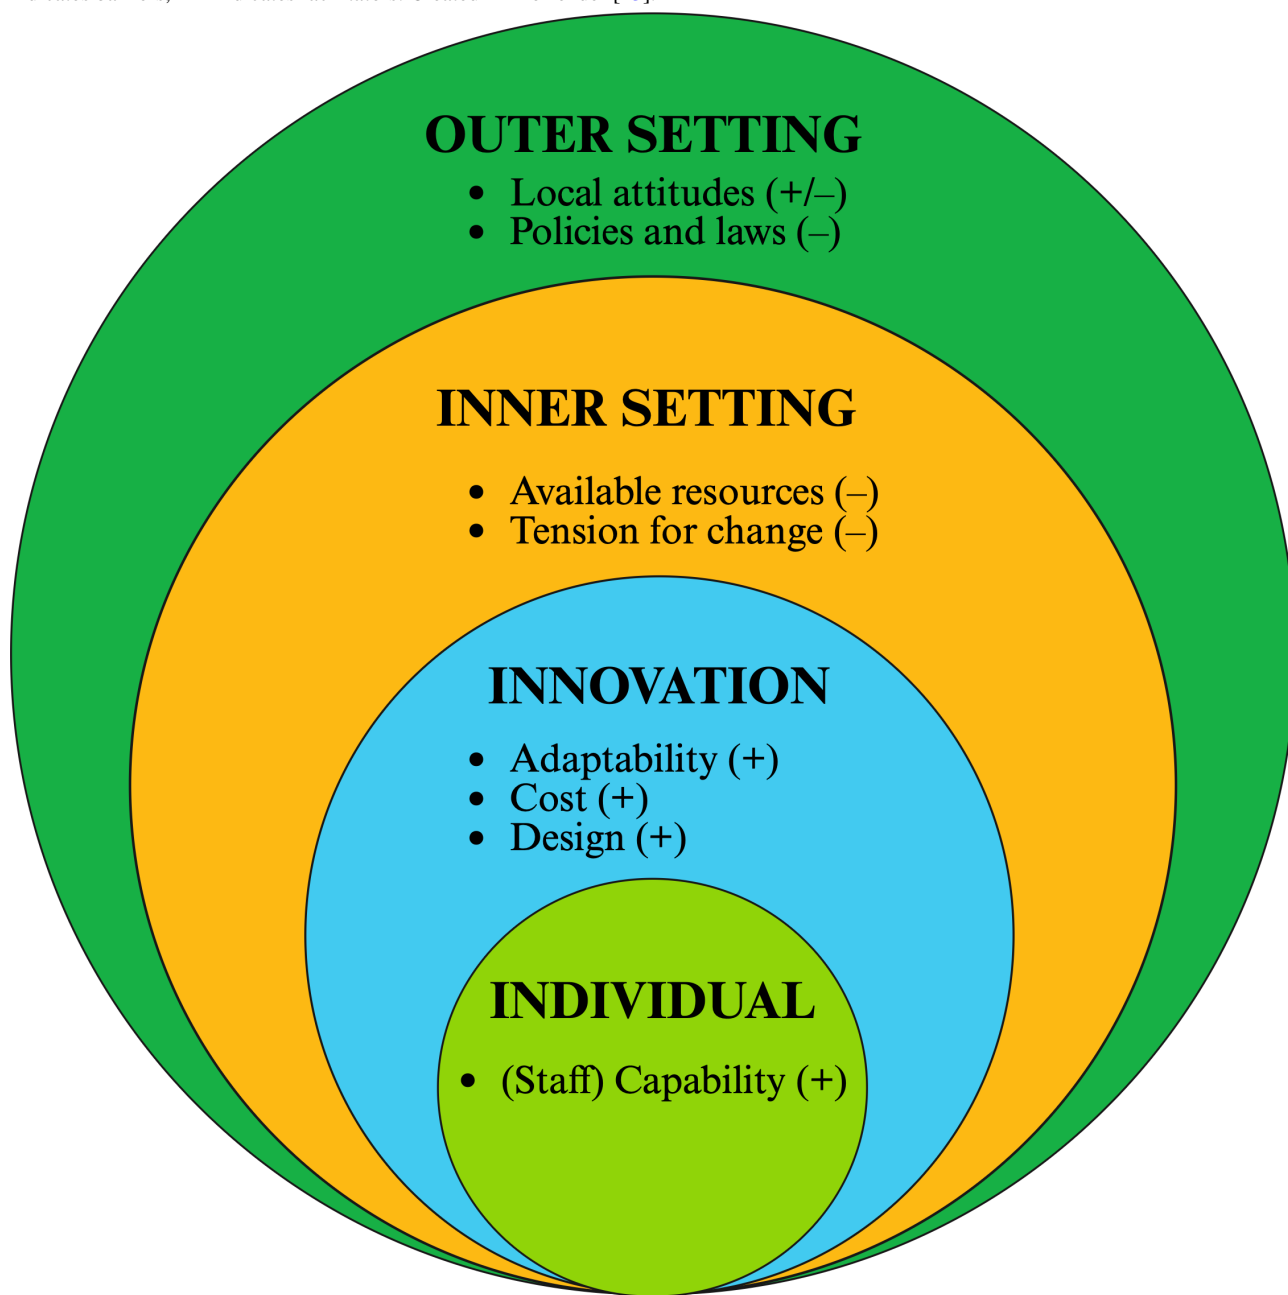 OUTER SETTING
• Local attitudes (+/–)
• Policies and laws (–)
INNER SETTING
• Available resources (–)
• Tension for change (–)
INNOVATION
• Adaptability (+)
• Cost (+)
• Design (+)
INDIVIDUAL
• (Staff) Capability (+)